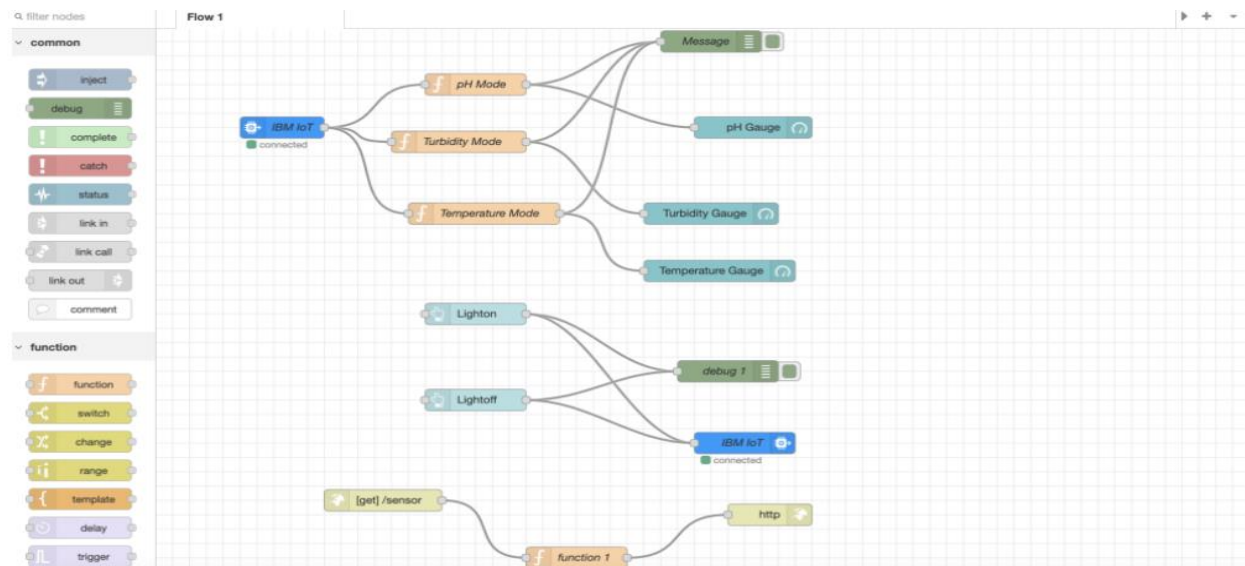 filter nodes
Flow 1
common
inject
debug
complete
catch
status
link in
link call
link out
comment
function
function
switch
change
range
template
delay
trigger
Message
pH Mode
IBM IoT
connected
pH Gauge
Turbidity Mode
Temperature Mode
Turbidity Gauge
Temperature Gauge
Lighton
debug 1
Lightoff
IBM IoT
connected
[get] /sensor
http
function 1